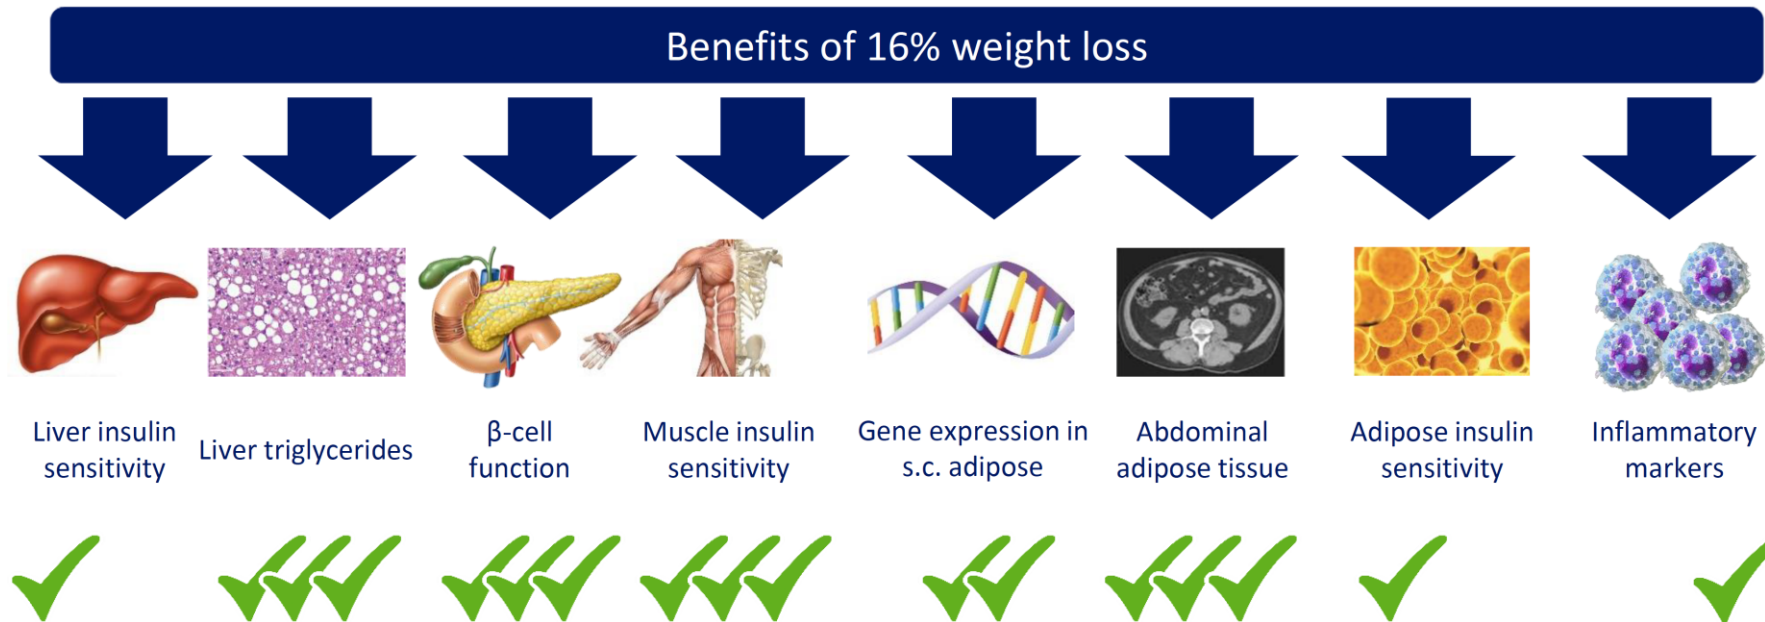 Benefits of 16% weight loss
Liver insulin
sensitivity
Liver triglycerides
β-cell
function
Muscle insulin
sensitivity
Gene expression in
s.c. adipose
Abdominal
adipose tissue
Adipose insulin
sensitivity
Inflammatory
markers